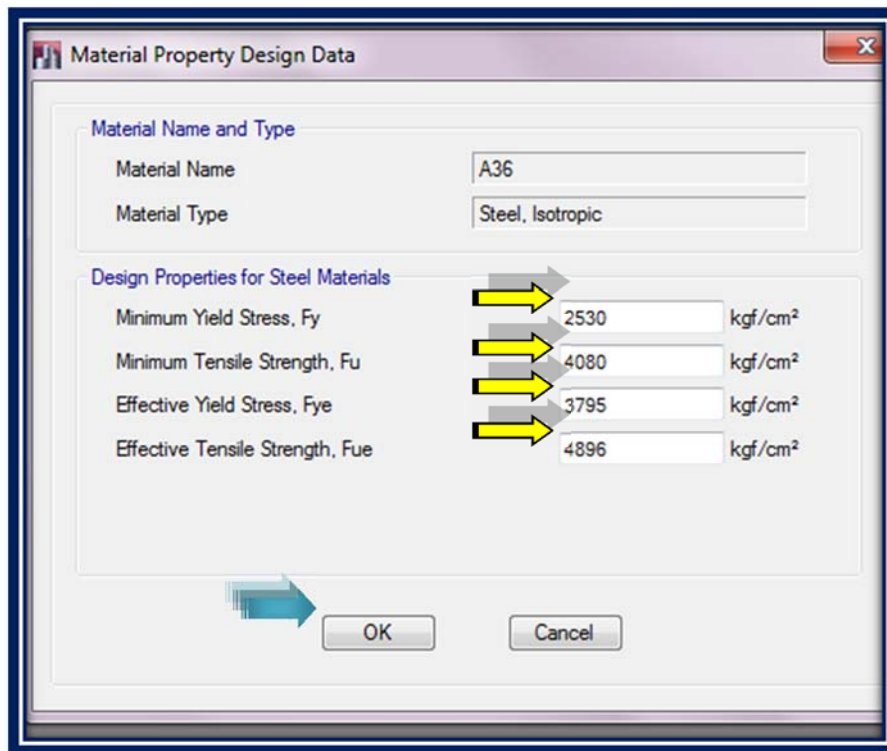 Material Property Design Data
Material Name and Type
Material Name A36
Material Type Steel, Isotropic
Design Properties for Steel Materials
Minimum Yield Stress, Fy 2530 kgf/cm²
Minimum Tensile Strength, Fu 4080 kgf/cm²
Effective Yield Stress, Fye 3795 kgf/cm²
Effective Tensile Strength, Fue 4896 kgf/cm²
OK Cancel